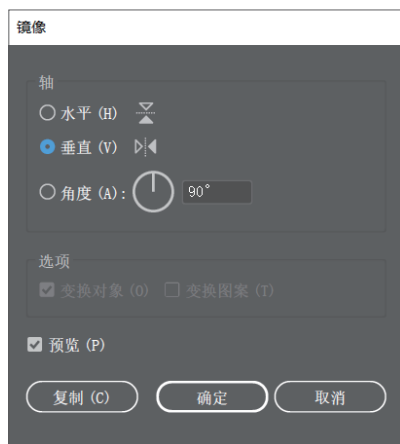 镜像
轴
水平 (H)
垂直 (V)
角度 (A): 90°
选项
变换对象 (O) 变换图案 (T)
预览 (P)
复制 (C) 确定 取消